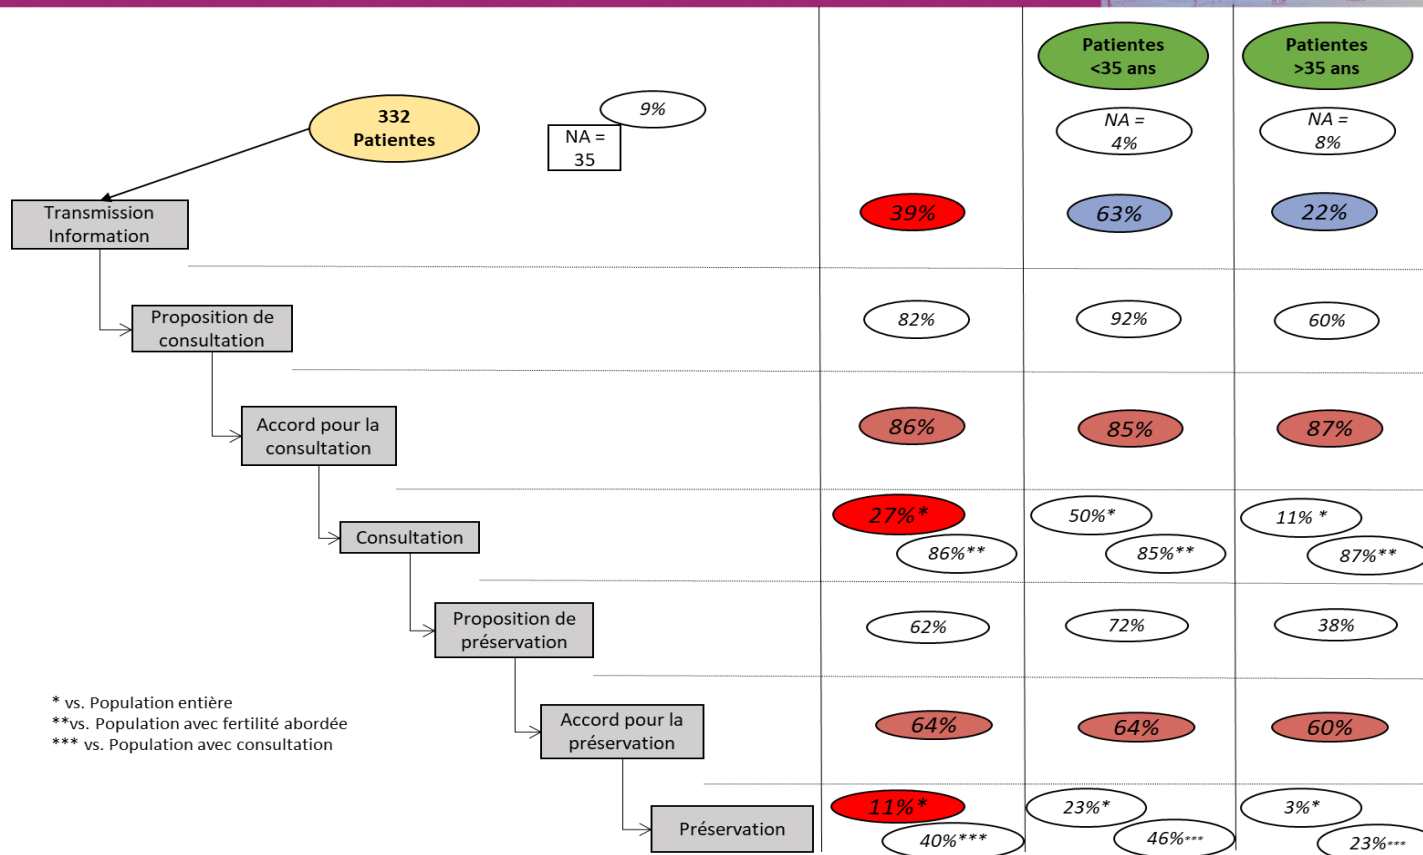 Patientes
<35 ans
Patientes
>35 ans
332
Patientes
9%
NA =
35
NA =
4%
NA =
8%
Transmission
Information
39%
63%
22%
Proposition de
consultation
82%
92%
60%
Accord pour la
consultation
86%
85%
87%
Consultation
27%*
86%**
50%*
85%**
11% *
87%**
Proposition de
préservation
62%
72%
38%
* vs. Population entière
**vs. Population avec fertilité abordée
*** vs. Population avec consultation
Accord pour la
préservation
64%
64%
60%
Préservation
11%*
40%***
23%*
46%***
3%*
23%***